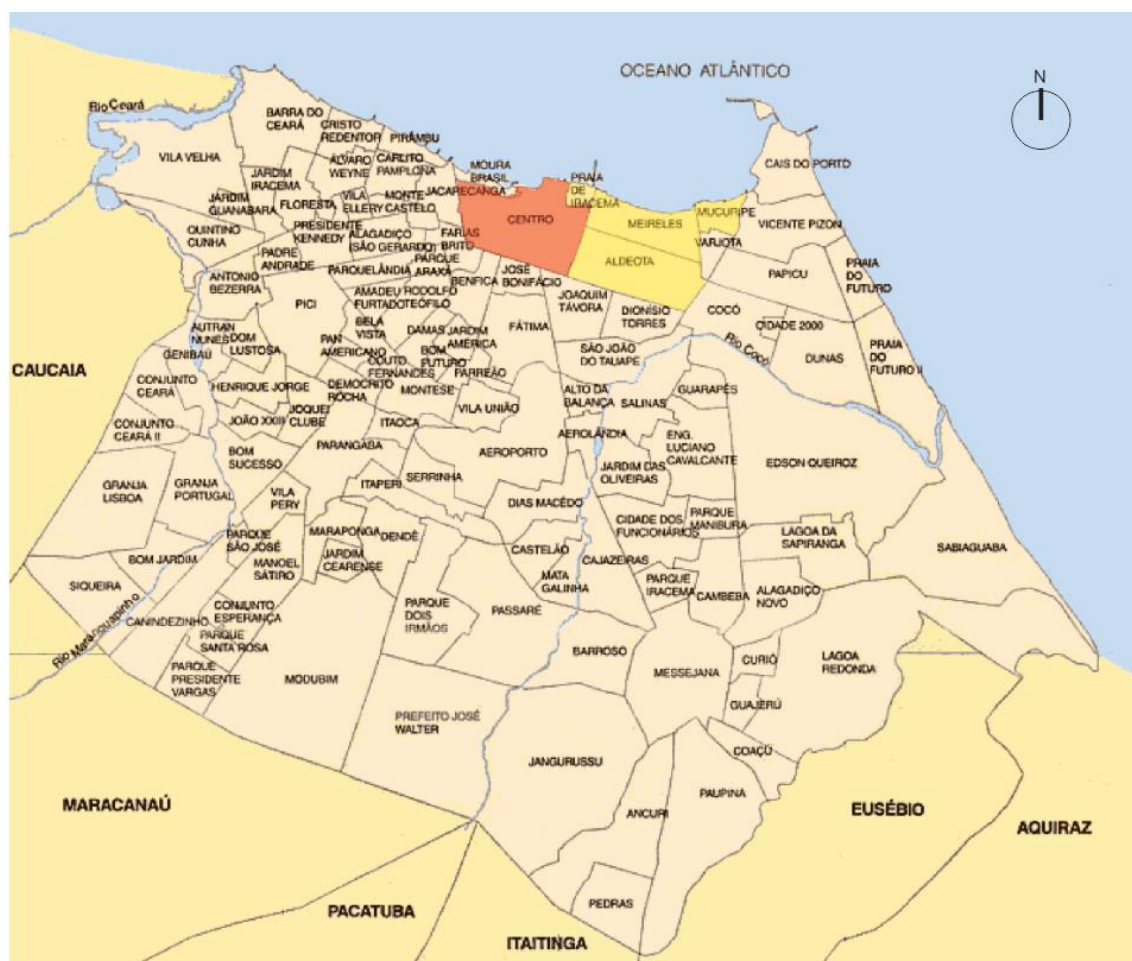 OCEANO ATLÂNTICO
N
Rio Ceará
BARRA DO
CEARÁ
CRISTO
REDENTOR
PIRÂMBU
VILA VELHA
ALVARO
WEYNE
CARLITO
PAMPLONA
MOURA
BRASIL
PRAIA
DE
IRACEMA
CAIS DO PORTO
JARDIM
IRACEMA
JACARECANGA
JARDIM
GUANABARA
FLORESTA
VILA
ELLERY
MONTE
CASTELO
CENTRO
MEIRELES
MUCURIPE
VICENTE PIZON
QUINTINO
CUNHA
PRESIDENTE
KENNEDY
ALAGADIÇO
(SÃO GERARDO)
FARIAS
BRITO
VARJOTA
PADRE
ANDRADE
PARQUELÂNDIA
PARQUE
ARAXÁ
ALDEOTA
PAPICU
PRAIA
DO
FUTURO
ANTONIO
BEZERRA
BENFICA
JOSÉ
BONIFÁCIO
PICI
AMADEU
FURTADO
RODOLFO
TEÓFILO
JOAQUIM
TÁVORA
DIONÍSIO
TORRES
COCÓ
CIDADE 2000
AUTRAN
NUNES
DOM
LUSTOSA
BELA
VISTA
DAMAS
JARDIM
AMÉRICA
FÁTIMA
Rio Cocó
DUNAS
PRAIA
DO
FUTURO II
GENIBAÚ
PAN
AMERICANO
COUTO
FERNANDES
BOM
FUTURO
PARREÃO
SÃO JOÃO
DO TAUAPE
CAUCAIA
CONJUNTO
CEARÁ
HENRIQUE JORGE
DEMOCRITO
ROCHA
MONTESE
VILA UNIÃO
ALTO DA
BALANÇA
SALINAS
GUARAPÉS
CONJUNTO
CEARÁ II
JOÃO XXIII
JOQUEI
CLUBE
ITAOCA
AEROLÂNDIA
ENG.
LUCIANO
CAVALCANTE
BOM
SUCESSO
PARANGABA
AEROPORTO
EDSON QUEIROZ
GRANJA
LISBOA
GRANJA
PORTUGAL
VILA
PERY
ITAPERI
SERRINHA
JARDIM DAS
OLIVEIRAS
DIAS MACÊDO
CIDADE DOS
FUNCIONÁRIOS
PARQUE
MANIBURA
LAGOA DA
SAPIRANGA
PARQUE
SÃO JOSÉ
MARAPONGA
DENDÊ
JARDIM
CEARENSE
CASTELÃO
CAJAZEIRAS
SABIAGUABA
BOM JARDIM
MANOEL
SÁTIRO
MATA
GALINHA
PARQUE
IRACEMA
CAMBEBA
ALAGADIÇO
NOVO
SIQUEIRA
CONJUNTO
ESPERANÇA
PARQUE
DOIS
IRMÃOS
PASSARÉ
Rio Maranguapinho
CANINDEZINHO
PARQUE
SANTA ROSA
BARROSO
MESSEJANA
CURIÓ
LAGOA
REDONDA
PARQUE
PRESIDENTE
VARGAS
MODUBIM
GUAJERÚ
PREFEITO JOSÉ
WALTER
COAÇÚ
JANGURUSSU
PAUPINA
MARACANAÚ
ANCURI
EUSÉBIO
AQUIRAZ
PEDRAS
PACATUBA
ITAITINGA